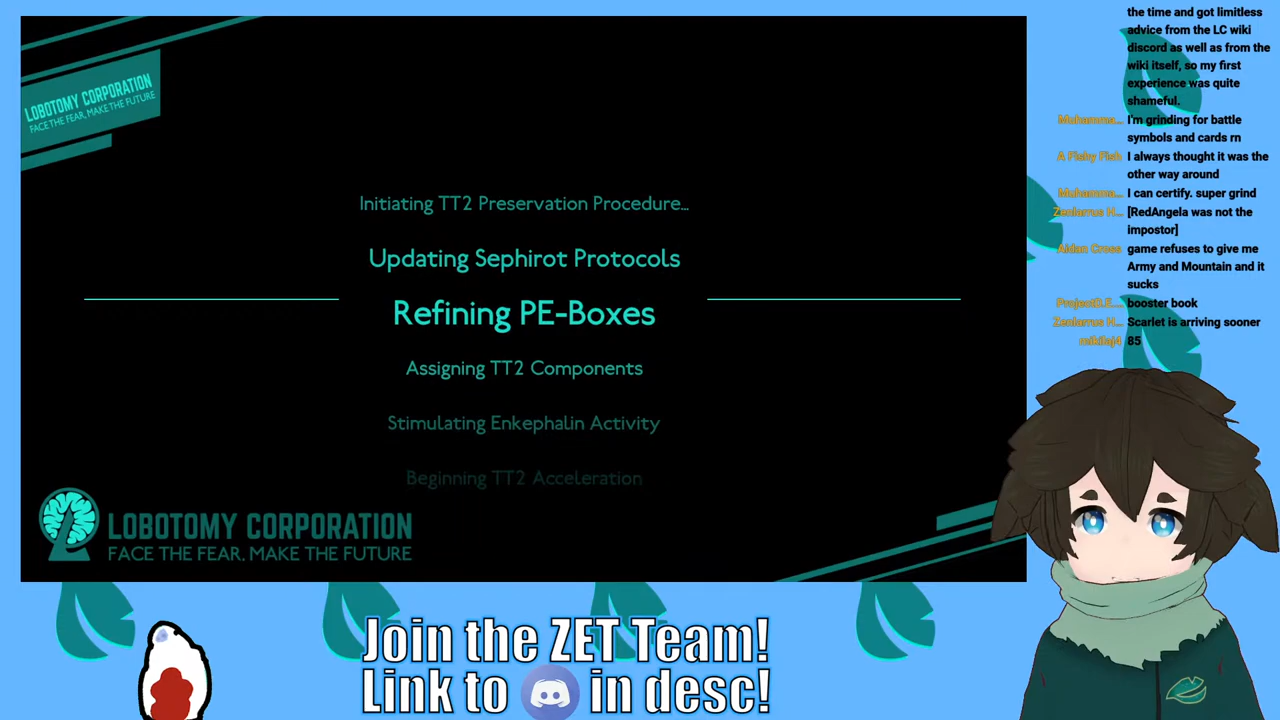 LOBOTOMY CORPORATION
FACE THE FEAR, MAKE THE FUTURE
Initiating TT2 Preservation Procedure...
Updating Sephirot Protocols
Refining PE-Boxes
Assigning TT2 Components
Stimulating Enkephalin Activity
Beginning TT2 Acceleration
LOBOTOMY CORPORATION
FACE THE FEAR, MAKE THE FUTURE
the time and got limitless
advice from the LC wiki
discord as well as from the
wiki itself, so my first
experience was quite
shameful.
Muhamma... I'm grinding for battle
symbols and cards rn
A Fishy Fish I always thought it was the
other way around
Muhamma... I can certify. super grind
Zenlarrus H... [RedAngela was not the
impostor]
Aidan Cross game refuses to give me
Army and Mountain and it
sucks
ProjectD.E... booster book
Zenlarrus H... Scarlet is arriving sooner
mikilaj4 85
Join the ZET Team!
Link to in desc!